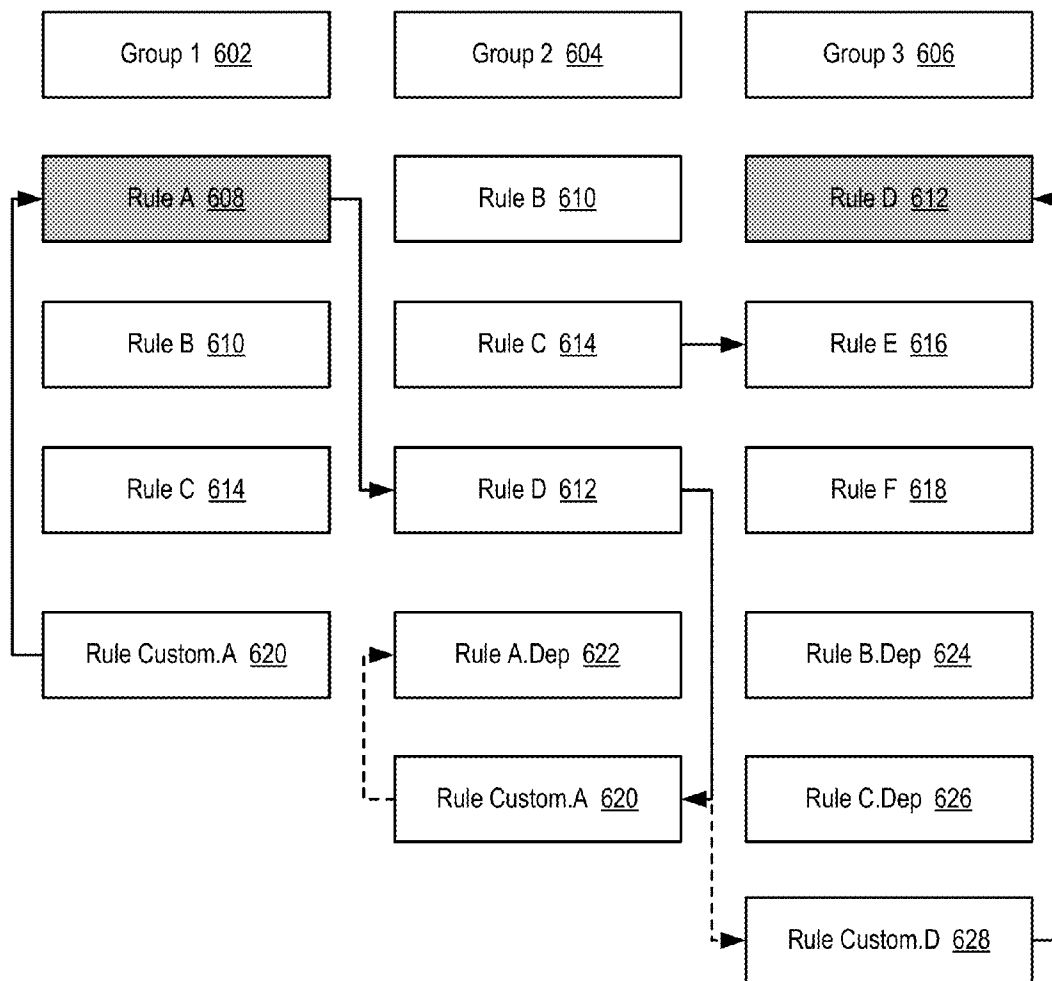 Group 1 602
Group 2 604
Group 3 606
Rule A 608
Rule B 610
Rule D 612
Rule B 610
Rule C 614
Rule E 616
Rule C 614
Rule D 612
Rule F 618
Rule Custom.A 620
Rule A.Dep 622
Rule B.Dep 624
Rule Custom.A 620
Rule C.Dep 626
Rule Custom.D 628